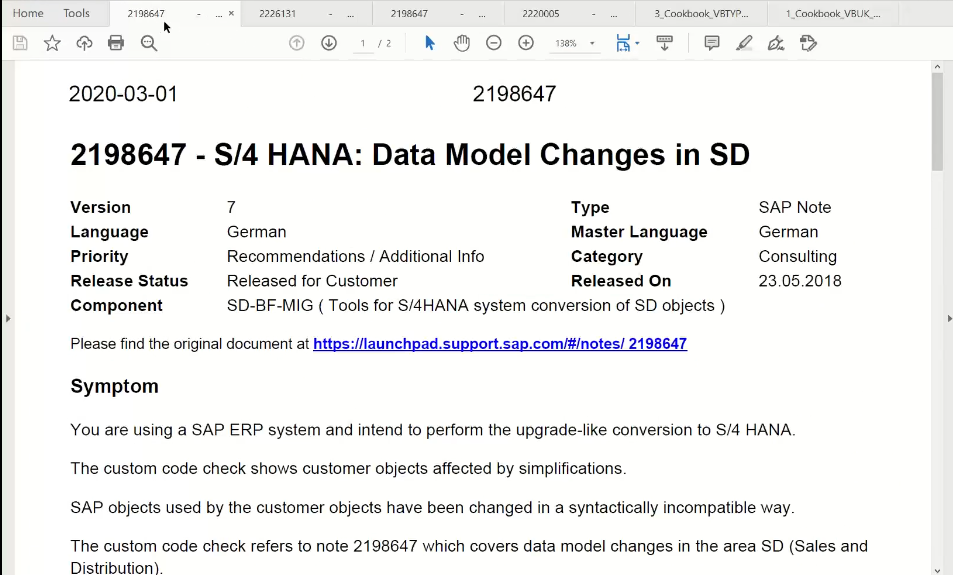 Home Tools 2198647 - ... × 2226131 - ... 2198647 - ... 2220005 - ... 3_Cookbook_VBTYP... 1_Cookbook_VBUK_...
1 / 2 138%
2020-03-01 2198647
2198647 - S/4 HANA: Data Model Changes in SD
Version 7 Type SAP Note
Language German Master Language German
Priority Recommendations / Additional Info Category Consulting
Release Status Released for Customer Released On 23.05.2018
Component SD-BF-MIG ( Tools for S/4HANA system conversion of SD objects )
Please find the original document at https://launchpad.support.sap.com/#/notes/ 2198647
Symptom
You are using a SAP ERP system and intend to perform the upgrade-like conversion to S/4 HANA.
The custom code check shows customer objects affected by simplifications.
SAP objects used by the customer objects have been changed in a syntactically incompatible way.
The custom code check refers to note 2198647 which covers data model changes in the area SD (Sales and
Distribution).